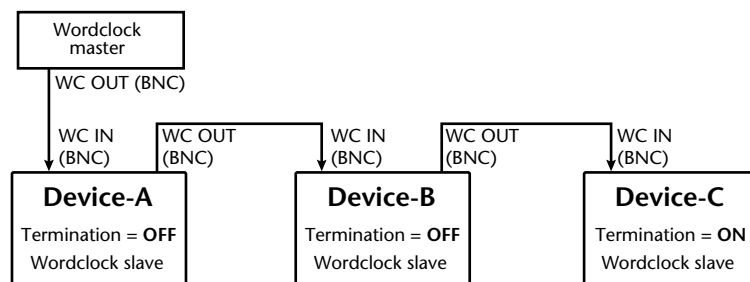 Wordclock
master
WC OUT (BNC)
WC IN
(BNC)
WC OUT
(BNC)
WC IN
(BNC)
WC OUT
(BNC)
WC IN
(BNC)
Device-A
Termination = OFF
Wordclock slave
Device-B
Termination = OFF
Wordclock slave
Device-C
Termination = ON
Wordclock slave